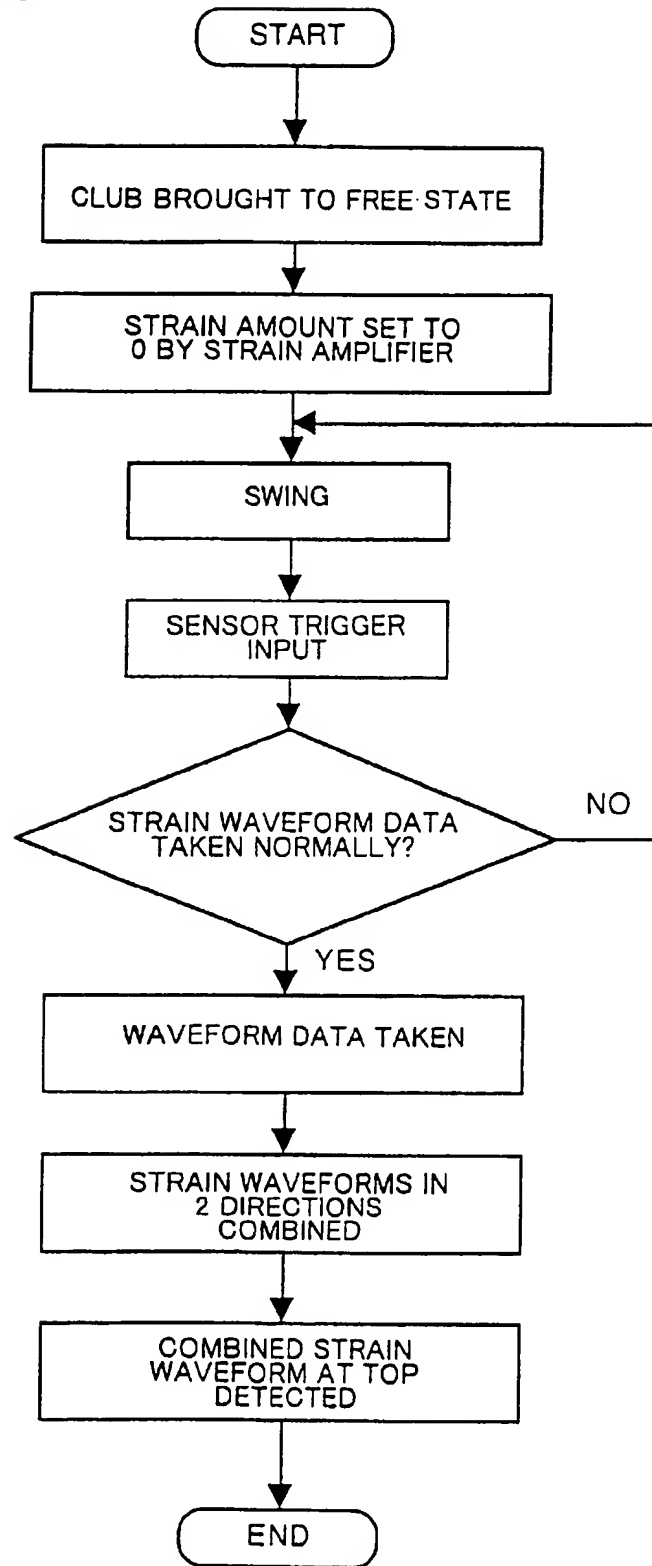 START
CLUB BROUGHT TO FREE STATE
STRAIN AMOUNT SET TO
0 BY STRAIN AMPLIFIER
SWING
SENSOR TRIGGER
INPUT
STRAIN WAVEFORM DATA
TAKEN NORMALLY?
NO
YES
WAVEFORM DATA TAKEN
STRAIN WAVEFORMS IN
2 DIRECTIONS
COMBINED
COMBINED STRAIN
WAVEFORM AT TOP
DETECTED
END